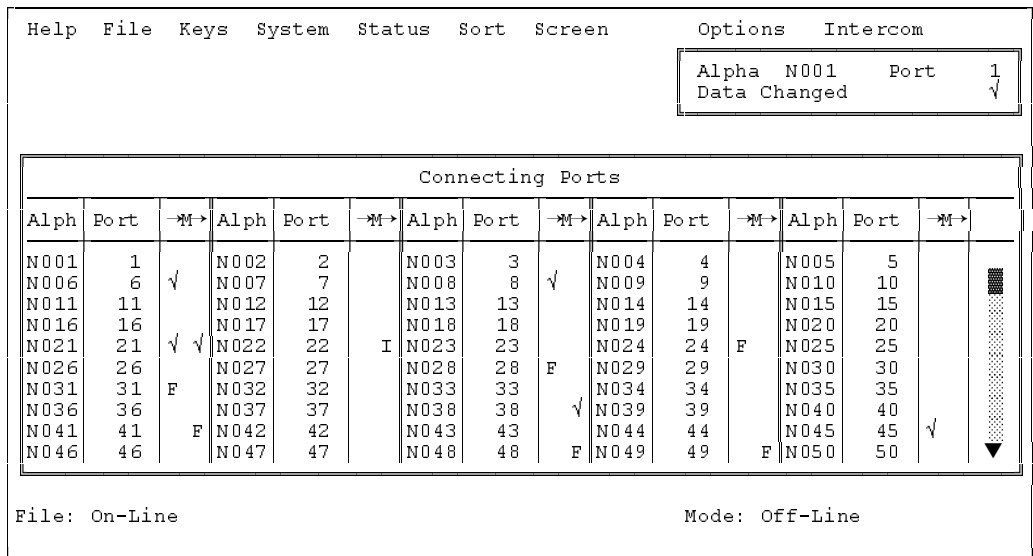 Help File Keys System Status Sort Screen Options Intercom
Alpha N001 Port 1
Data Changed √
Connecting Ports
Alph Port →M→ Alph Port →M→ Alph Port →M→ Alph Port →M→ Alph Port →M→
N001 1 N002 2 N003 3 N004 4 N005 5
N006 6 √ N007 7 N008 8 √ N009 9 N010 10
N011 11 N012 12 N013 13 N014 14 N015 15
N016 16 N017 17 N018 18 N019 19 N020 20
N021 21 √ √ N022 22 I N023 23 N024 24 F N025 25
N026 26 N027 27 N028 28 F N029 29 N030 30
N031 31 F N032 32 N033 33 N034 34 N035 35
N036 36 N037 37 N038 38 √ N039 39 N040 40
N041 41 F N042 42 N043 43 N044 44 N045 45 √
N046 46 N047 47 N048 48 F N049 49 F N050 50
File: On-Line Mode: Off-Line